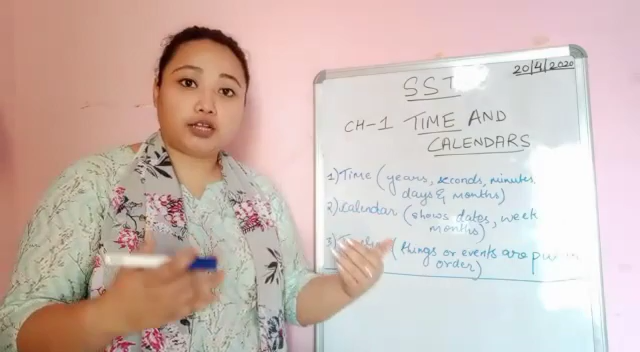 20/4/2020
SST
CH-1 TIME AND
CALENDARS
1) Time (years, seconds, minutes
days & months)
2) Calendar (shows dates, week
months)
3) (things or events are put in
order)